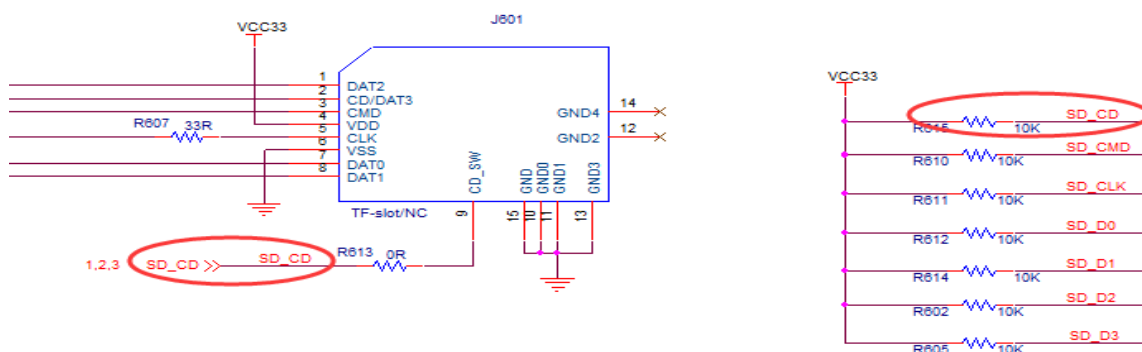 J601
VCC33
1 DAT2
2 CD/DAT3
3 CMD
4 VDD
R607 33R 5 CLK
6 VSS
7 DAT0
8 DAT1
GND4 14
GND2 12
CD_SW
GND
GND0
GND1
GND3
TF-slot/NC
9
15
10
11
13
1,2,3 SD_CD SD_CD R613 0R
VCC33
R615 10K SD_CD
R610 10K SD_CMD
R611 10K SD_CLK
R612 10K SD_D0
R614 10K SD_D1
R602 10K SD_D2
R605 10K SD_D3